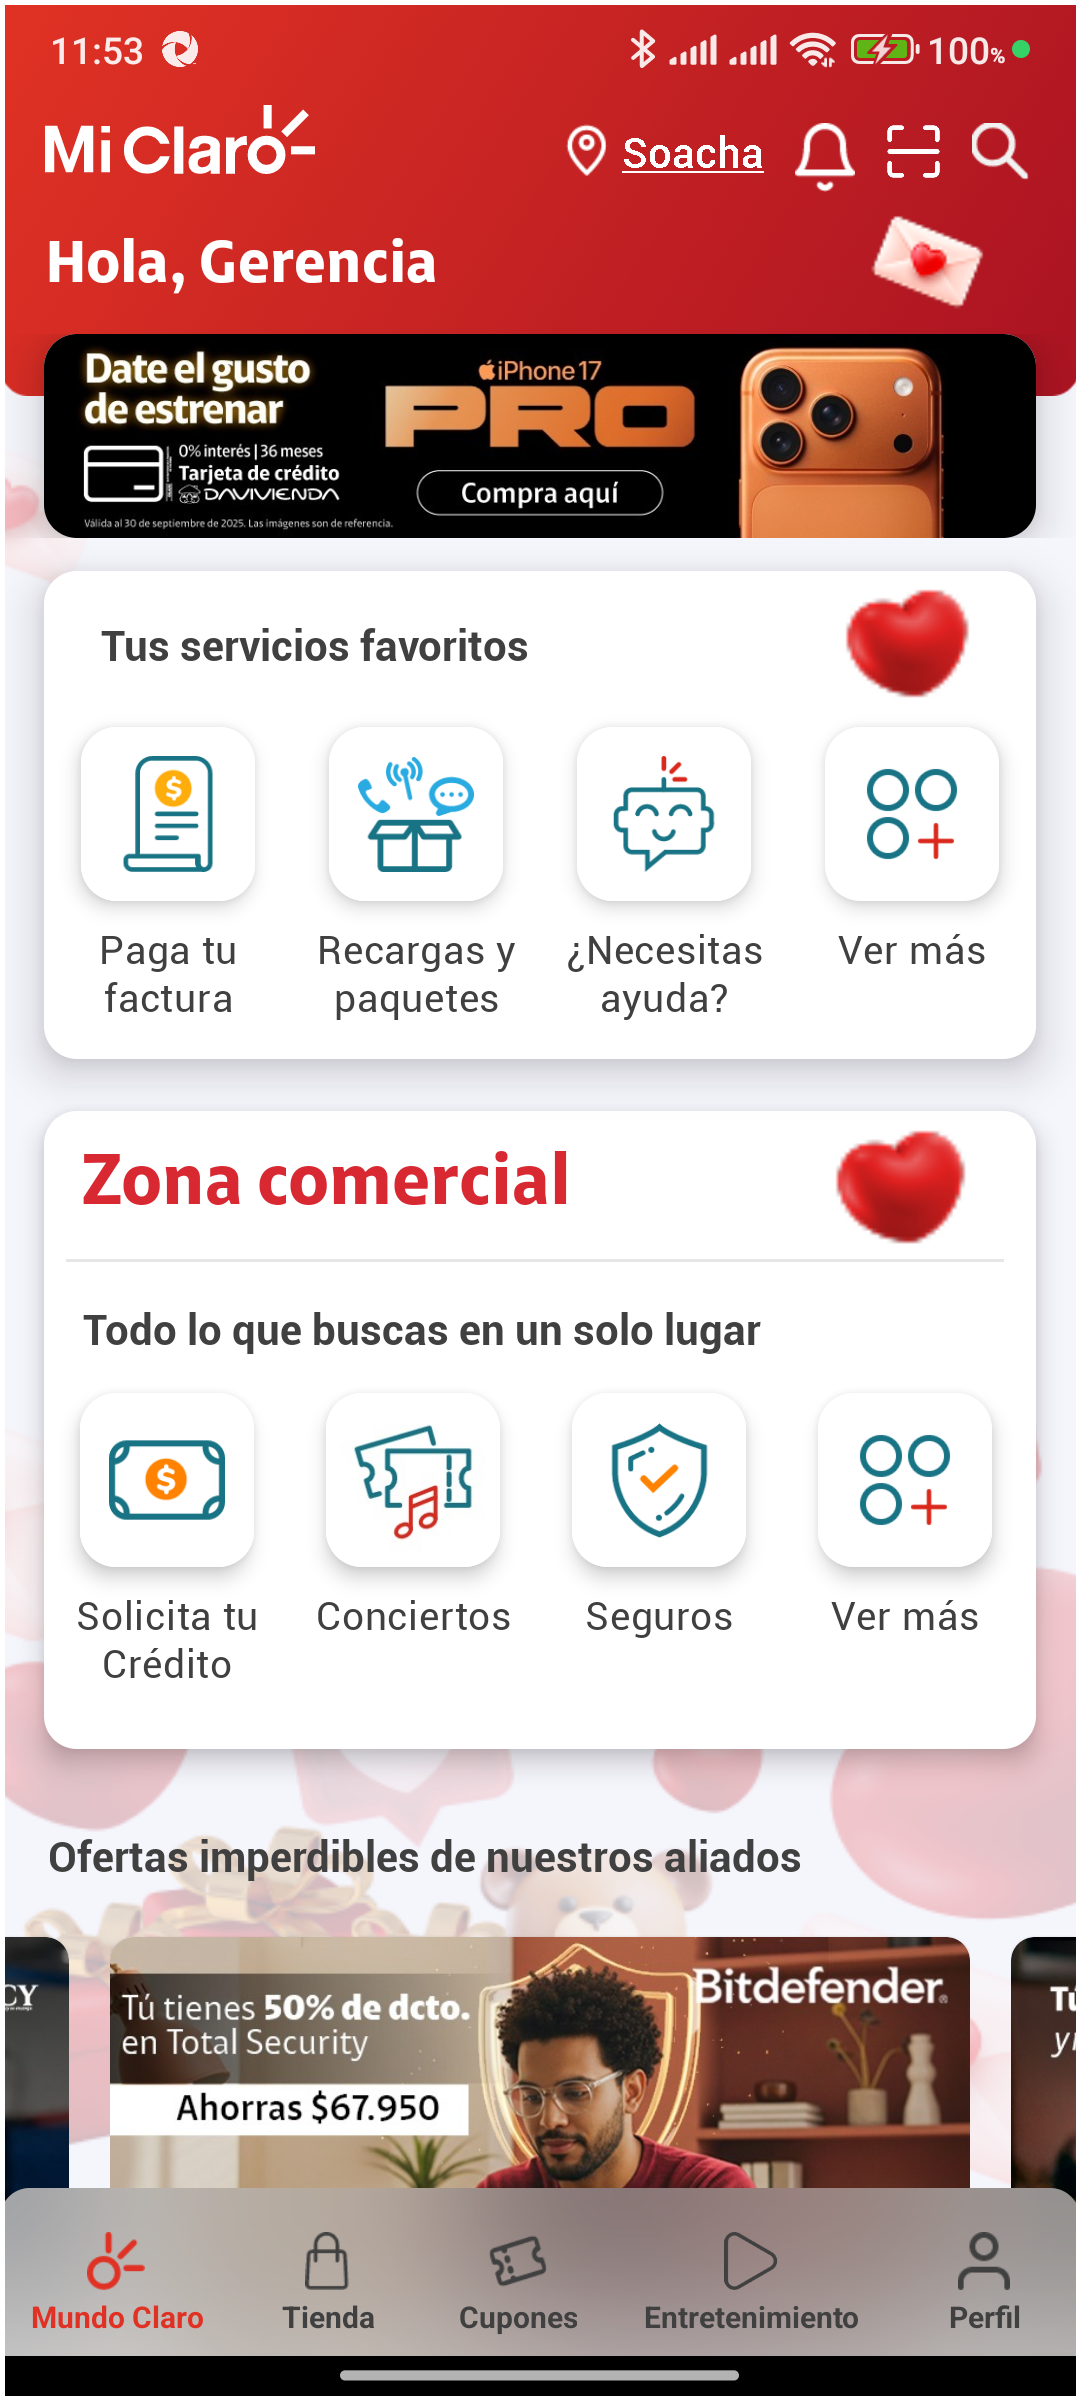 11:53 100%
Mi Claro
Soacha
Hola, Gerencia
Date el gusto
de estrenar
0% interés | 36 meses
Tarjeta de crédito
DAVIVIENDA
Válida al 30 de septiembre de 2025. Las imágenes son de referencia.
iPhone 17
PRO
Compra aquí
Tus servicios favoritos
Paga tu
factura
Recargas y
paquetes
¿Necesitas
ayuda?
Ver más
Zona comercial
Todo lo que buscas en un solo lugar
Solicita tu
Crédito
Conciertos
Seguros
Ver más
Ofertas imperdibles de nuestros aliados
CY
Tú tienes 50% de dcto.
en Total Security
Ahorras $67.950
Bitdefender®
Tú
y
Mundo Claro
Tienda
Cupones
Entretenimiento
Perfil